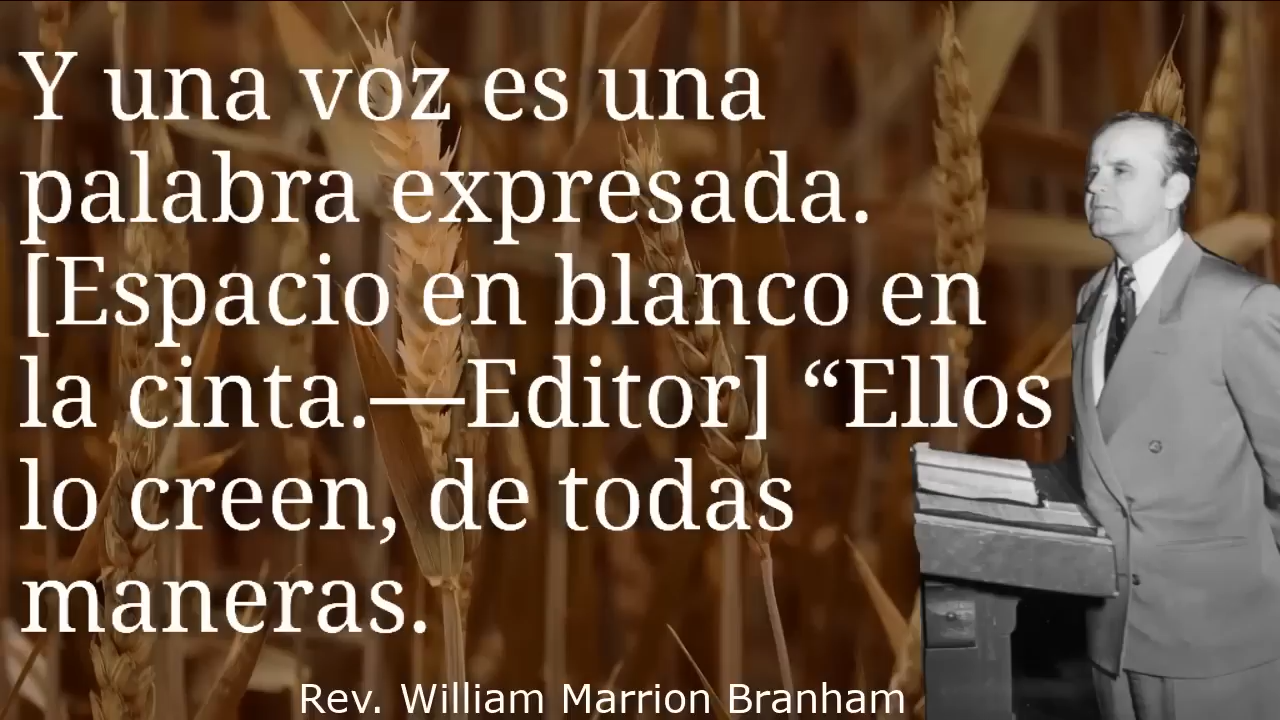 Y una voz es una
palabra expresada.
[Espacio en blanco en
la cinta.—Editor] “Ellos
lo creen, de todas
maneras.
Rev. William Marrion Branham